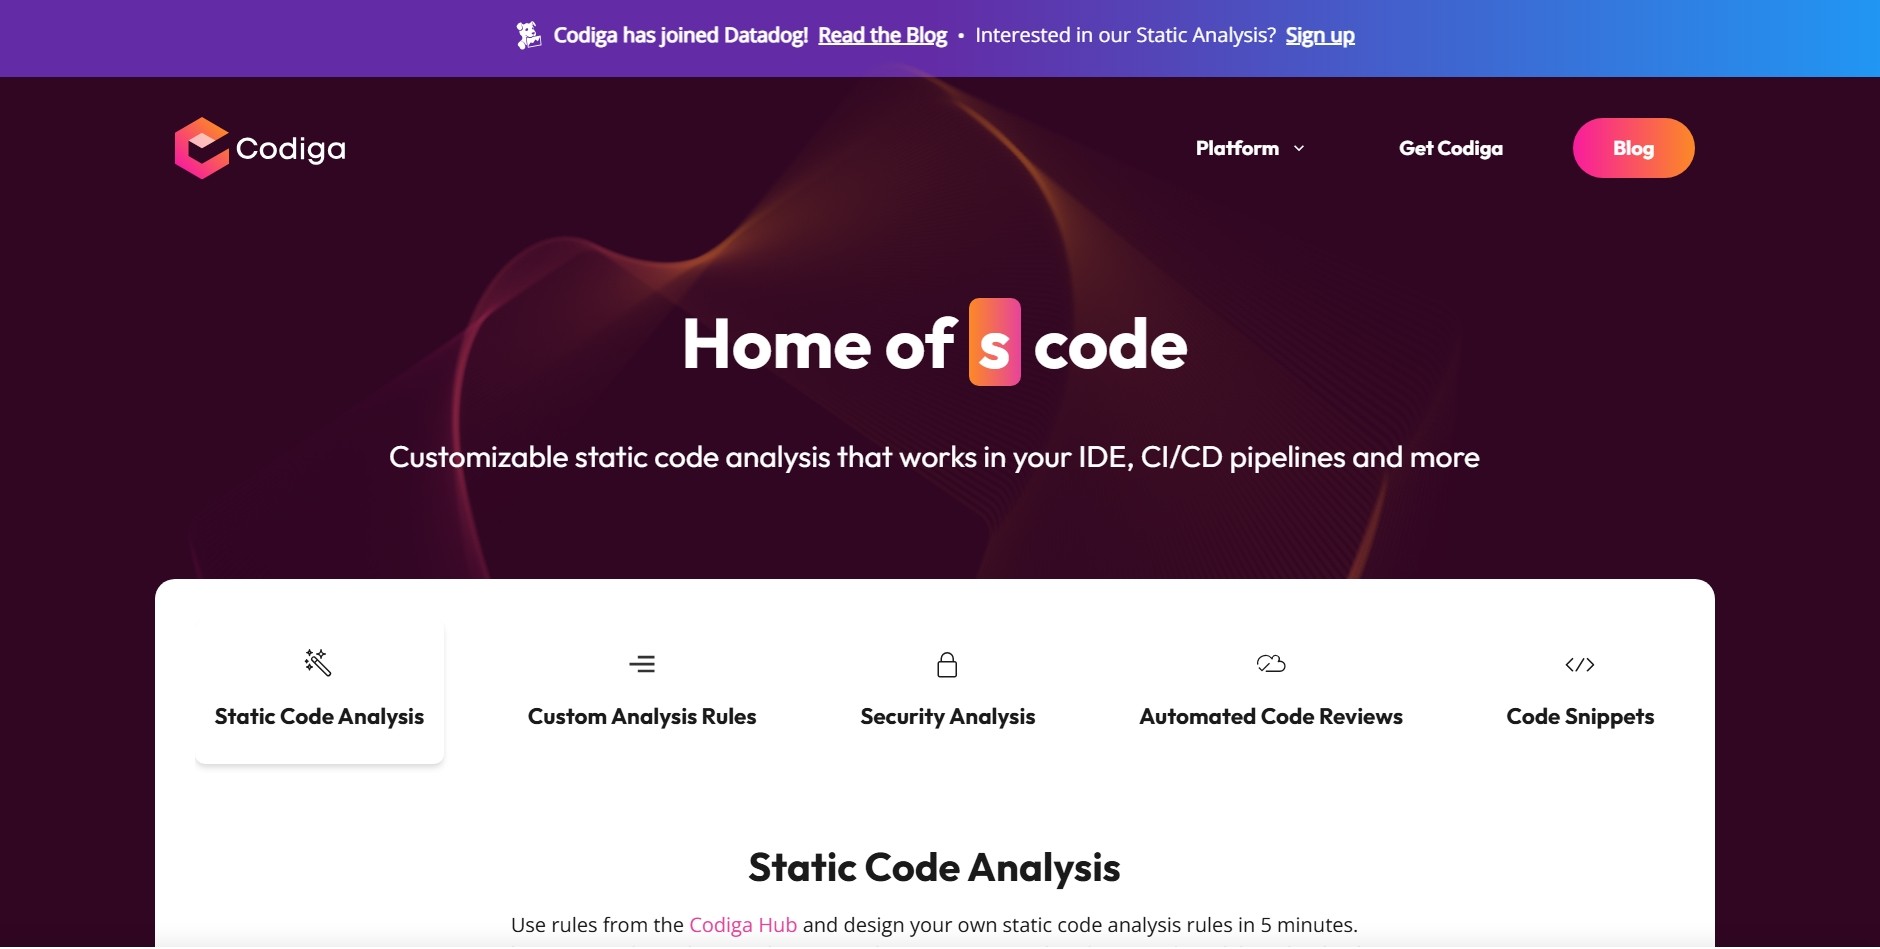 Codiga has joined Datadog! Read the Blog • Interested in our Static Analysis? Sign up
Codiga
Platform
Get Codiga
Blog
Home of s code
Customizable static code analysis that works in your IDE, CI/CD pipelines and more
Static Code Analysis
Custom Analysis Rules
Security Analysis
Automated Code Reviews
Code Snippets
Static Code Analysis
Use rules from the Codiga Hub and design your own static code analysis rules in 5 minutes.